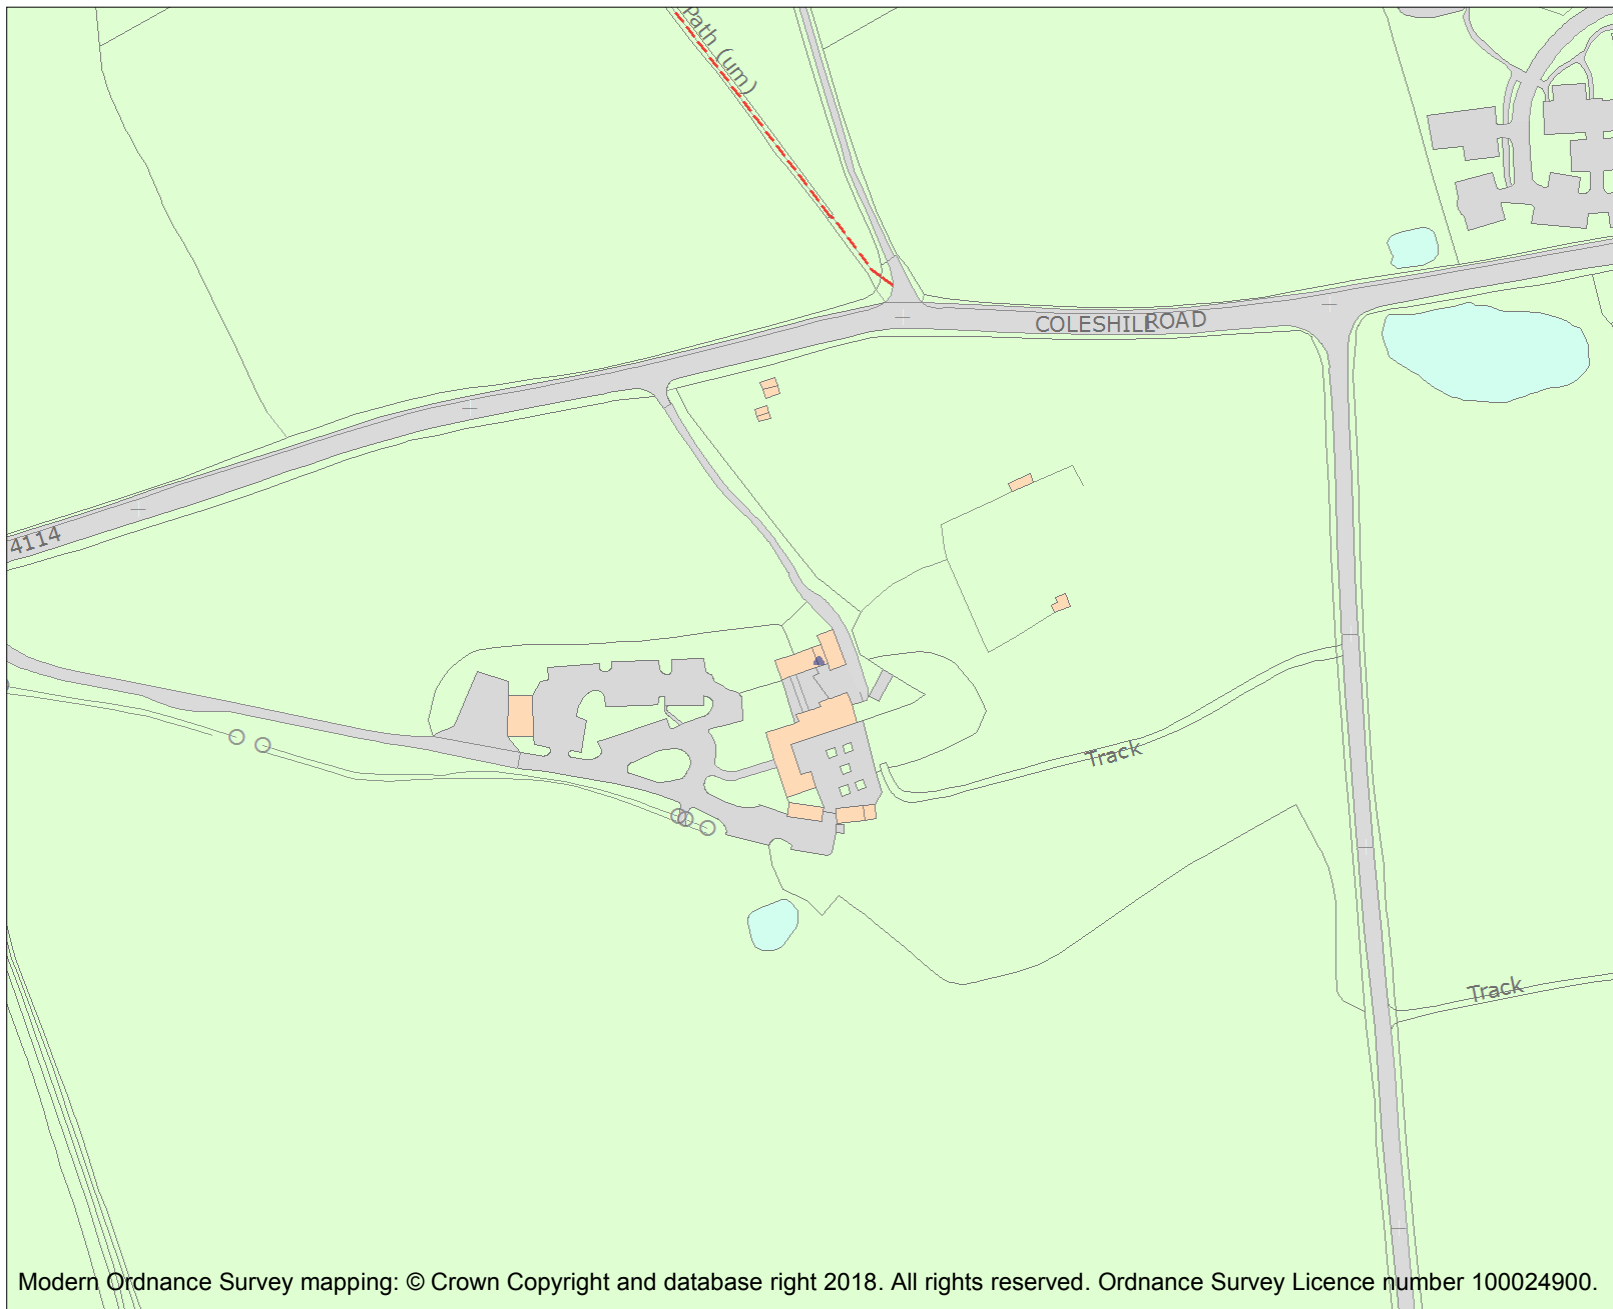 Path (um)
COLESHILL ROAD
4114
Track
Track
Modern Ordnance Survey mapping: © Crown Copyright and database right 2018. All rights reserved. Ordnance Survey Licence number 100024900.